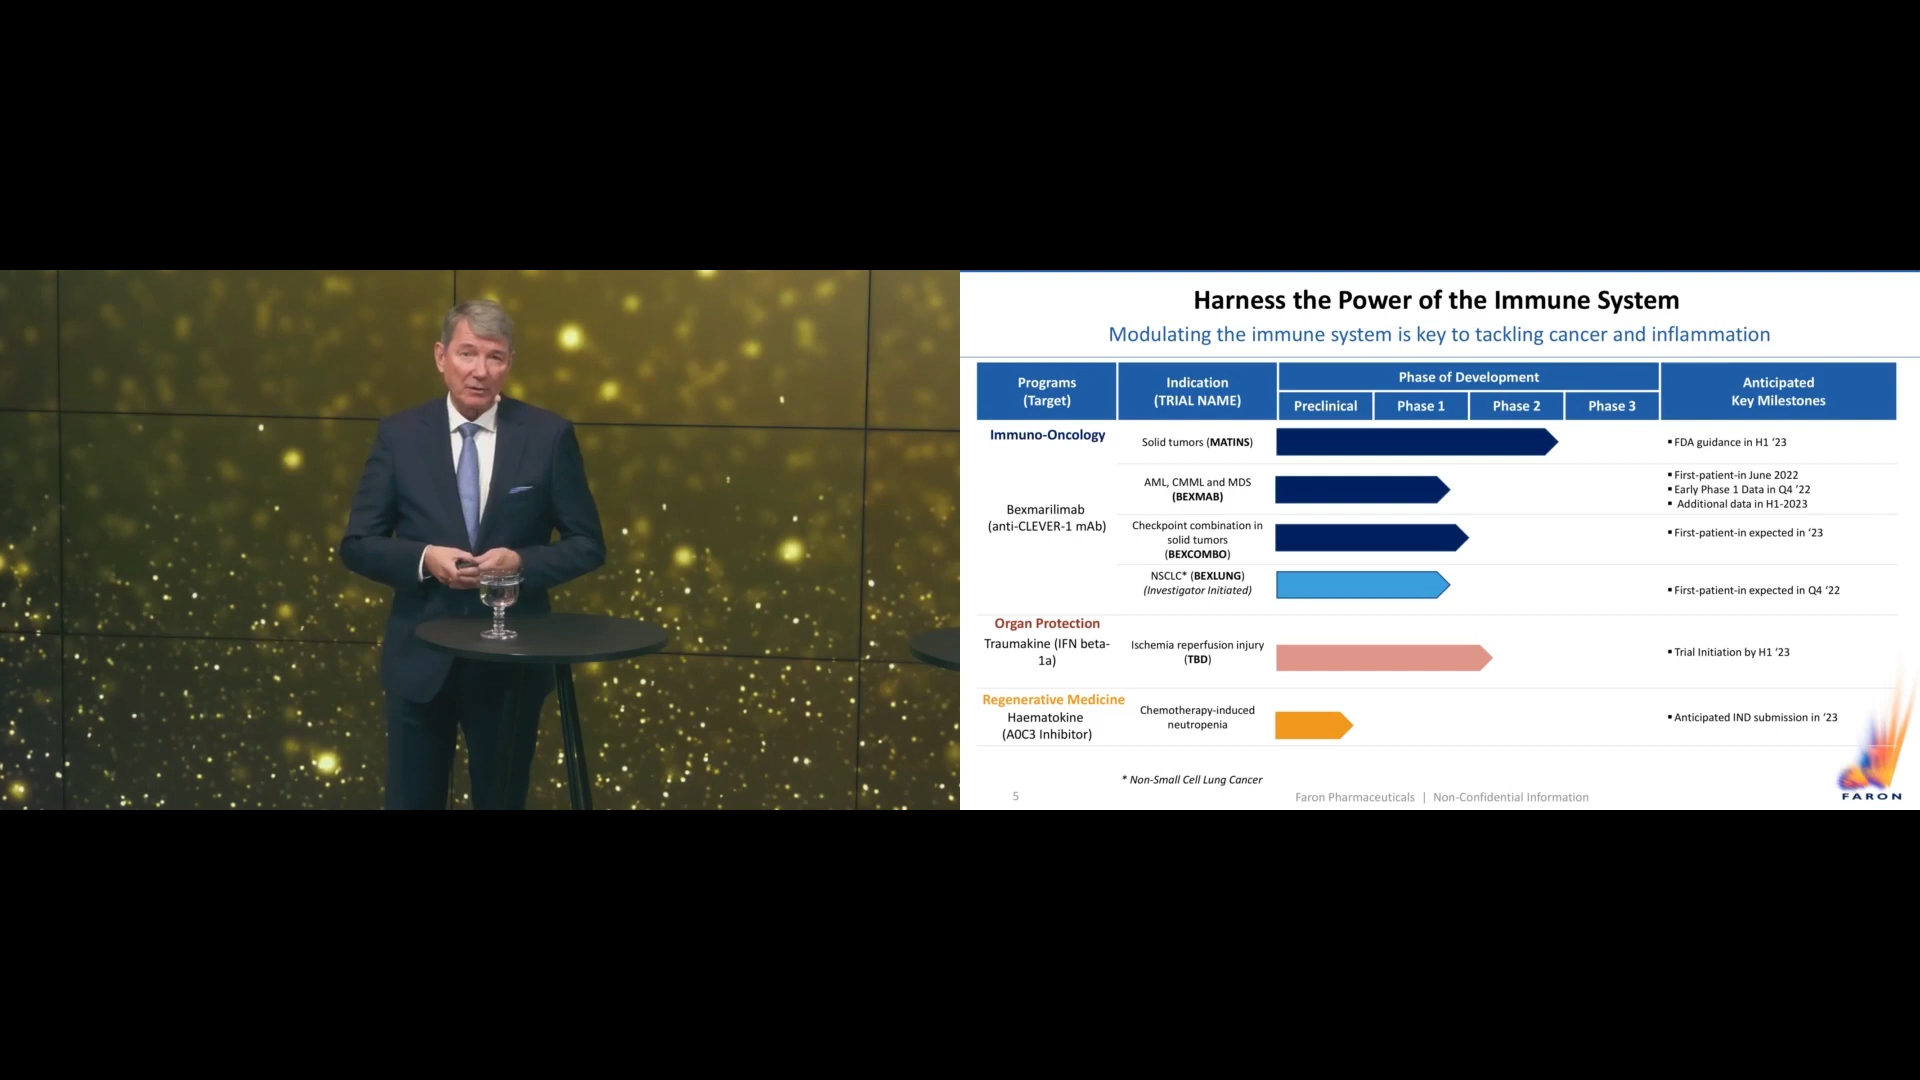 Harness the Power of the Immune System
Modulating the immune system is key to tackling cancer and inflammation
Programs
(Target)
Indication
(TRIAL NAME)
Phase of Development
Preclinical
Phase 1
Phase 2
Phase 3
Anticipated
Key Milestones
Immuno-Oncology
Bexmarilimab
(anti-CLEVER-1 mAb)
Solid tumors (MATINS)
▪ FDA guidance in H1 ‘23
AML, CMML and MDS
(BEXMAB)
▪ First-patient-in June 2022
▪ Early Phase 1 Data in Q4 ’22
▪ Additional data in H1-2023
Checkpoint combination in
solid tumors
(BEXCOMBO)
▪ First-patient-in expected in ‘23
NSCLC* (BEXLUNG)
(Investigator Initiated)
▪ First-patient-in expected in Q4 ‘22
Organ Protection
Traumakine (IFN beta-
1a)
Ischemia reperfusion injury
(TBD)
▪ Trial Initiation by H1 ‘23
Regenerative Medicine
Haematokine
(A0C3 Inhibitor)
Chemotherapy-induced
neutropenia
▪ Anticipated IND submission in ‘23
* Non-Small Cell Lung Cancer
5
Faron Pharmaceuticals | Non-Confidential Information
FARON